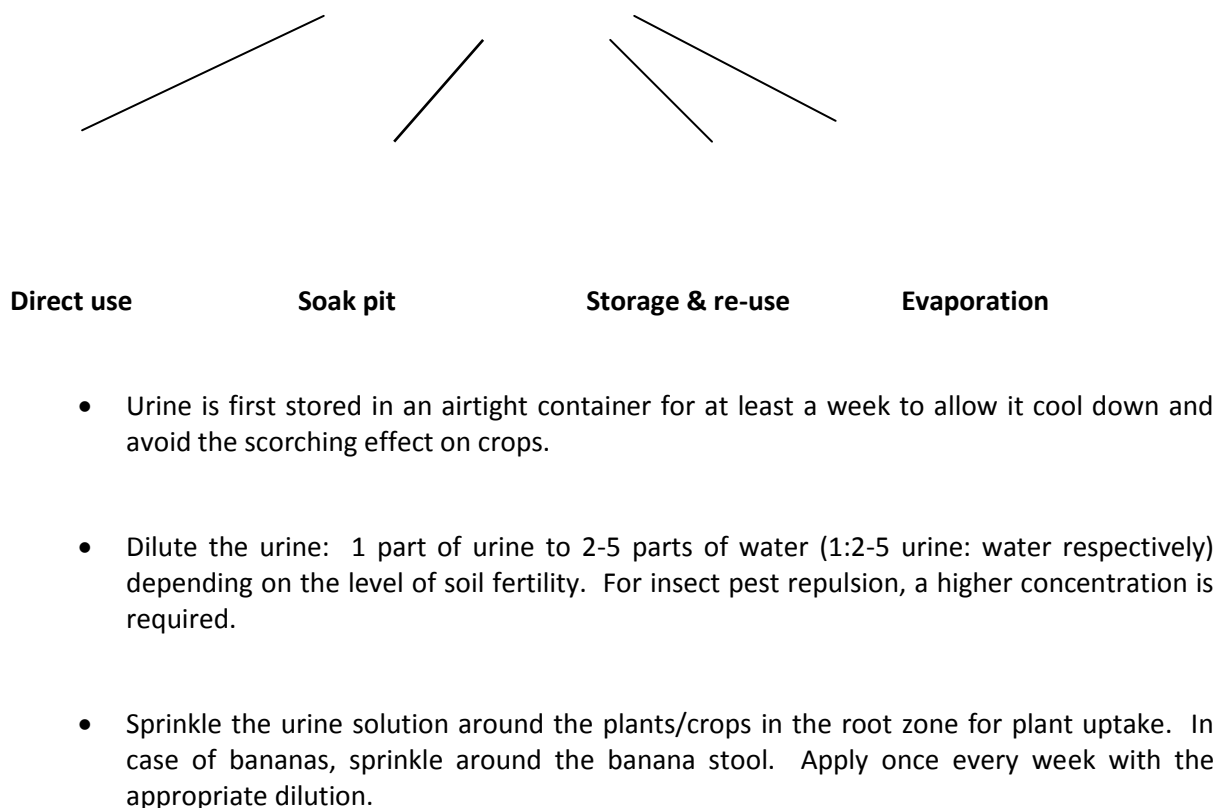 Direct use Soak pit Storage & re-use Evaporation
• Urine is first stored in an airtight container for at least a week to allow it cool down and
avoid the scorching effect on crops.
• Dilute the urine: 1 part of urine to 2-5 parts of water (1:2-5 urine: water respectively)
depending on the level of soil fertility. For insect pest repulsion, a higher concentration is
required.
• Sprinkle the urine solution around the plants/crops in the root zone for plant uptake. In
case of bananas, sprinkle around the banana stool. Apply once every week with the
appropriate dilution.